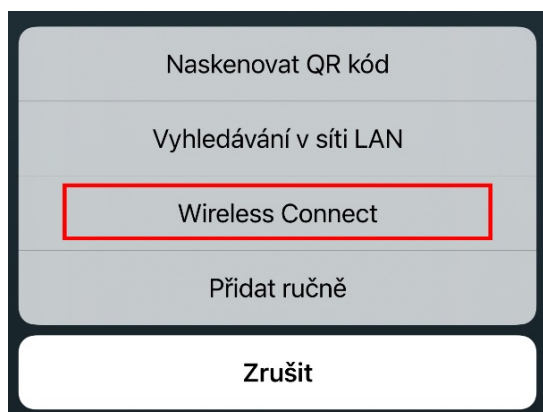 Naskenovat QR kód
Vyhledávání v síti LAN
Wireless Connect
Přidat ručně
Zrušit